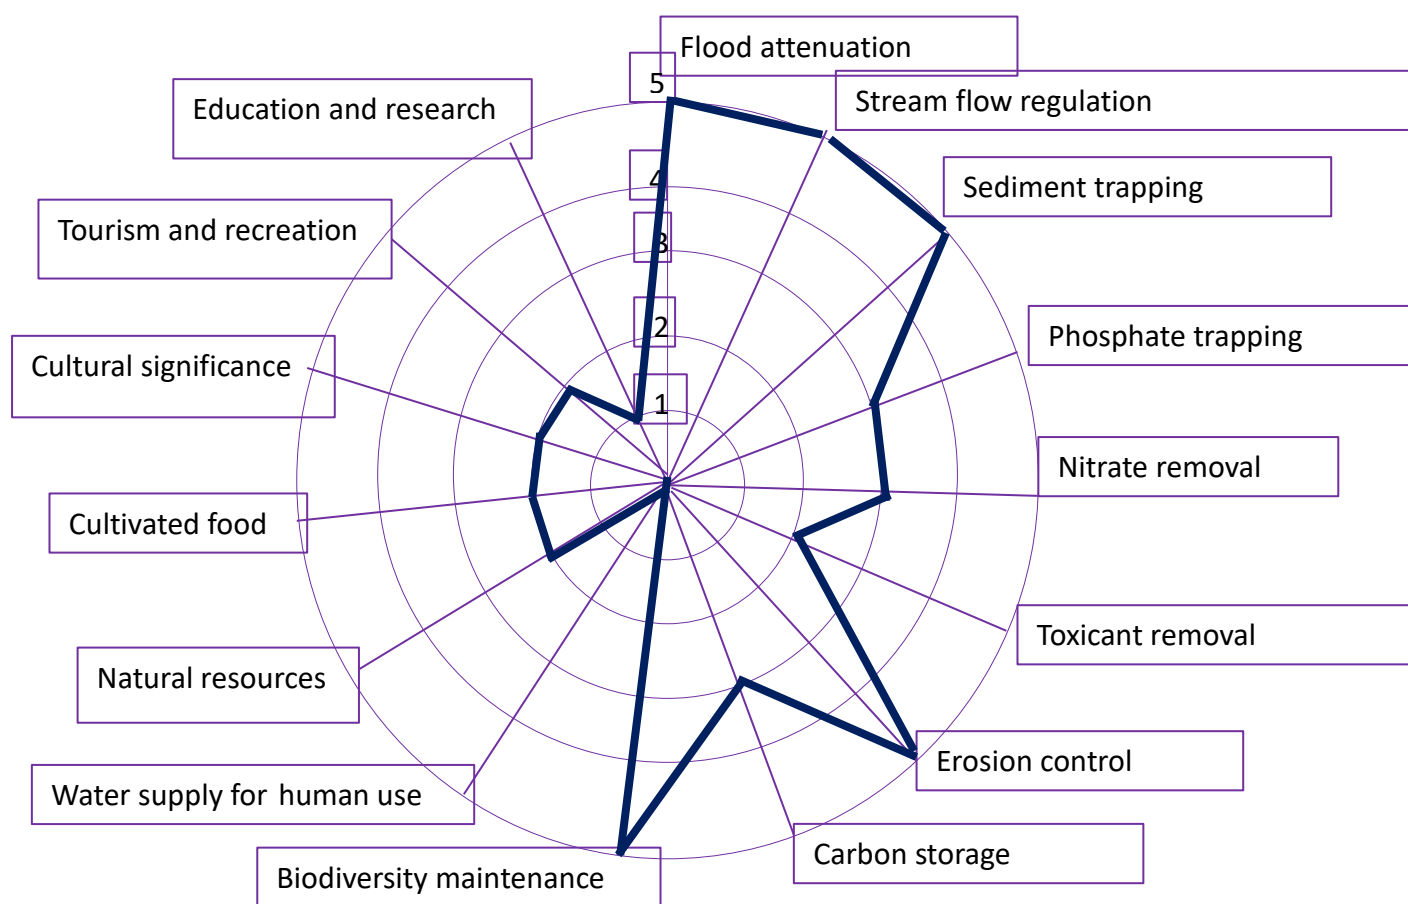 Flood attenuation
5
Stream flow regulation
Education and research
4
Sediment trapping
Tourism and recreation
3
2
Phosphate trapping
Cultural significance
1
Nitrate removal
Cultivated food
Toxicant removal
Natural resources
Erosion control
Water supply for human use
Carbon storage
Biodiversity maintenance